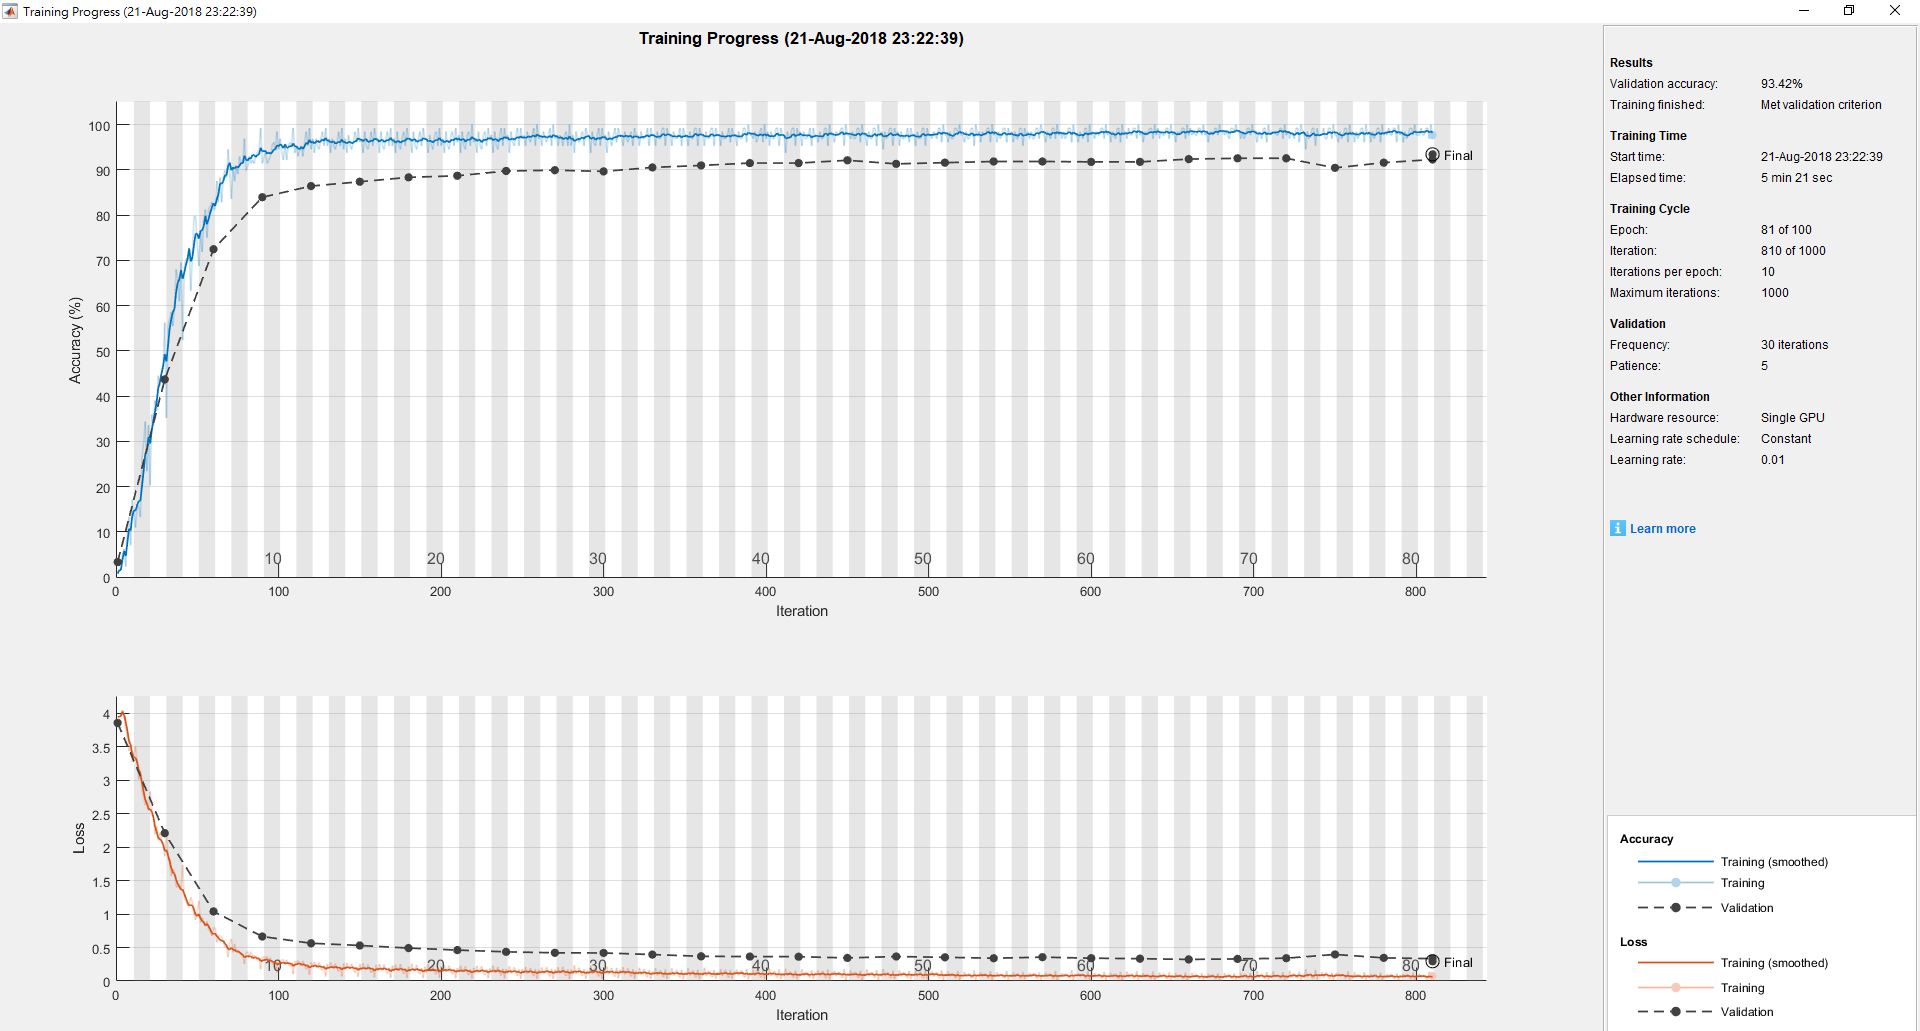 Training Progress (21-Aug-2018 23:22:39)
Training Progress (21-Aug-2018 23:22:39)
100
90
80
70
60
50
40
30
20
10
0
Accuracy (%)
10 20 30 40 50 60 70 80
0 100 200 300 400 500 600 700 800
Iteration
Final
4
3.5
3
2.5
2
1.5
1
0.5
0
Loss
10 20 30 40 50 60 70 80
0 100 200 300 400 500 600 700 800
Iteration
Final
Results
Validation accuracy: 93.42%
Training finished: Met validation criterion
Training Time
Start time: 21-Aug-2018 23:22:39
Elapsed time: 5 min 21 sec
Training Cycle
Epoch: 81 of 100
Iteration: 810 of 1000
Iterations per epoch: 10
Maximum iterations: 1000
Validation
Frequency: 30 iterations
Patience: 5
Other Information
Hardware resource: Single GPU
Learning rate schedule: Constant
Learning rate: 0.01
i Learn more
Accuracy
Training (smoothed)
Training
Validation
Loss
Training (smoothed)
Training
Validation